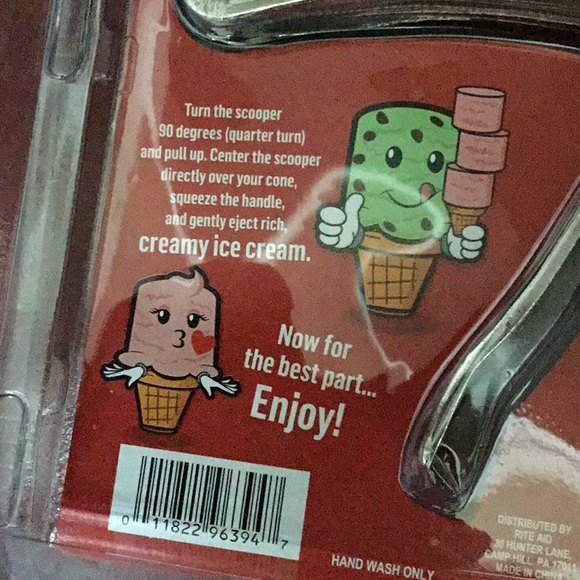 Turn the scooper
90 degrees (quarter turn)
and pull up. Center the scooper
directly over your cone,
squeeze the handle,
and gently eject rich,
creamy ice cream.
Now for
the best part...
Enjoy!
0 11822 96394 7
HAND WASH ONLY
DISTRIBUTED BY
RITE AID
30 HUNTER LANE,
CAMP HILL, PA 17011
MADE IN CHINA